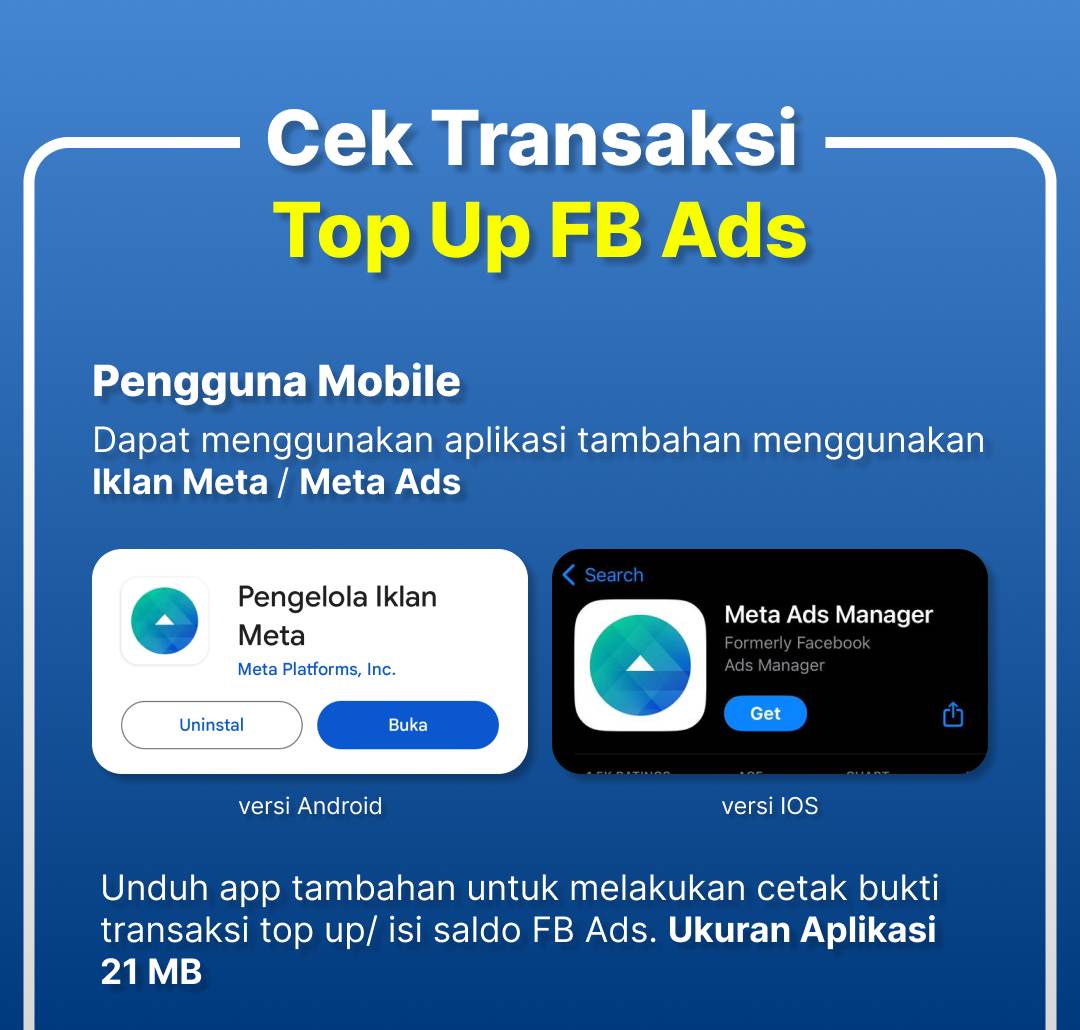 Cek Transaksi
Top Up FB Ads
Pengguna Mobile
Dapat menggunakan aplikasi tambahan menggunakan
Iklan Meta / Meta Ads
Pengelola Iklan
Meta
Meta Platforms, Inc.
Uninstal
Buka
Search
Meta Ads Manager
Formerly Facebook
Ads Manager
Get
versi Android
versi IOS
Unduh app tambahan untuk melakukan cetak bukti
transaksi top up/ isi saldo FB Ads. Ukuran Aplikasi
21 MB